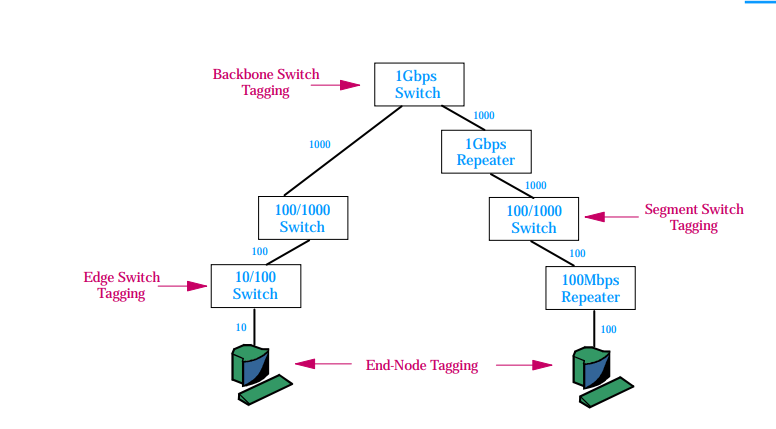 Backbone Switch
Tagging
1Gbps
Switch
1000
1000
1Gbps
Repeater
1000
100/1000
Switch
100/1000
Switch
Segment Switch
Tagging
100
100
Edge Switch
Tagging
10/100
Switch
100Mbps
Repeater
10
100
End-Node Tagging